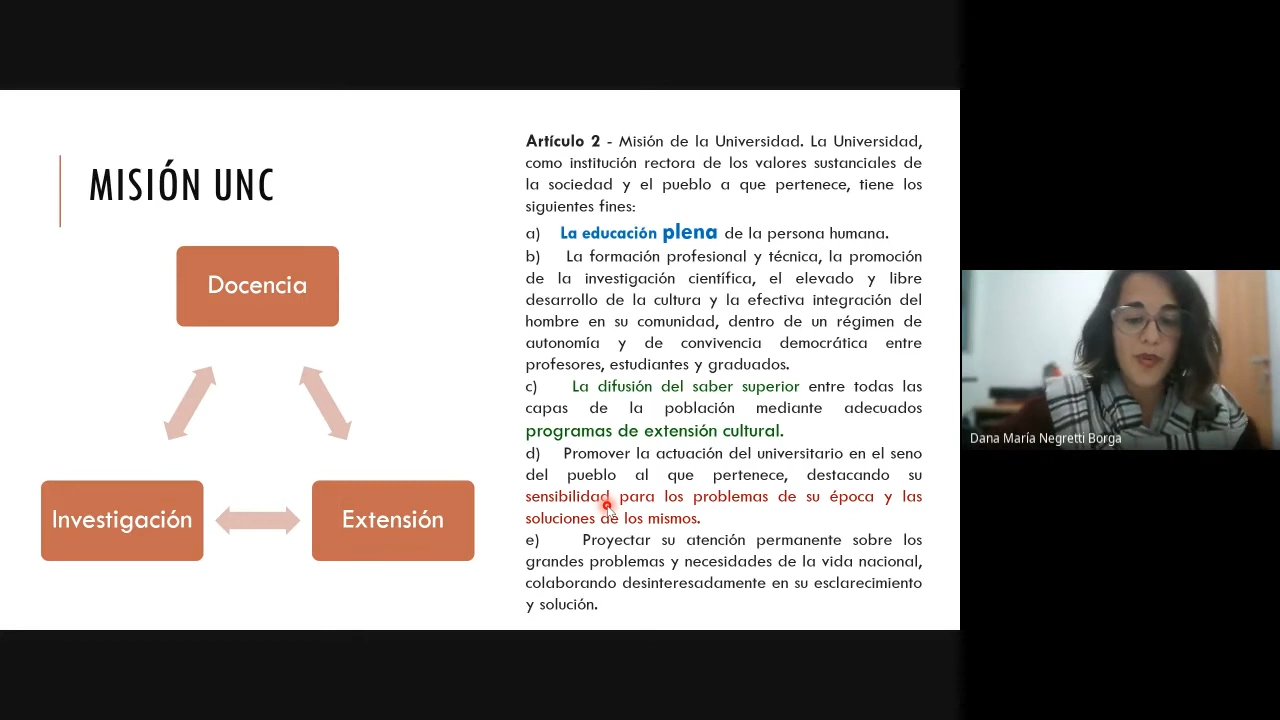 MISIÓN UNC
Docencia
Investigación
Extensión
Artículo 2 - Misión de la Universidad. La Universidad,
como institución rectora de los valores sustanciales de
la sociedad y el pueblo a que pertenece, tiene los
siguientes fines:
a) La educación plena de la persona humana.
b) La formación profesional y técnica, la promoción
de la investigación científica, el elevado y libre
desarrollo de la cultura y la efectiva integración del
hombre en su comunidad, dentro de un régimen de
autonomía y de convivencia democrática entre
profesores, estudiantes y graduados.
c) La difusión del saber superior entre todas las
capas de la población mediante adecuados
programas de extensión cultural.
d) Promover la actuación del universitario en el seno
del pueblo al que pertenece, destacando su
sensibilidad para los problemas de su época y las
soluciones de los mismos.
e) Proyectar su atención permanente sobre los
grandes problemas y necesidades de la vida nacional,
colaborando desinteresadamente en su esclarecimiento
y solución.
Dana María Negretti Borga